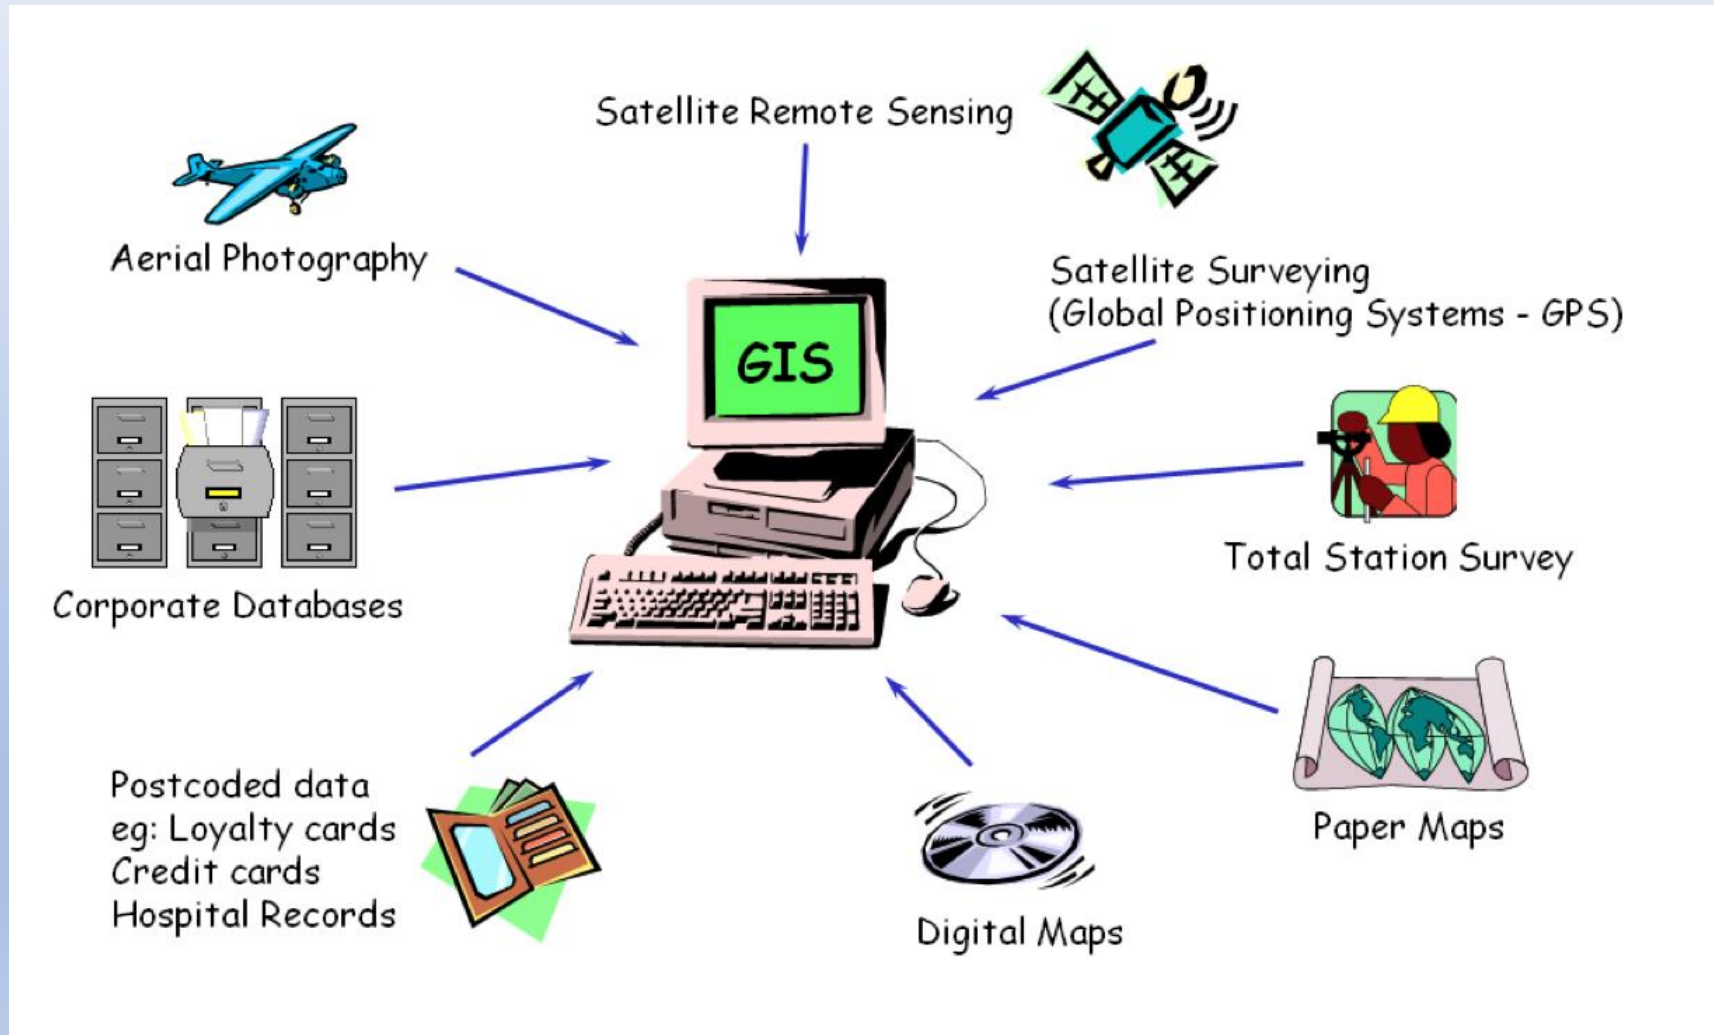 Satellite Remote Sensing
Aerial Photography
Satellite Surveying
(Global Positioning Systems - GPS)
GIS
Total Station Survey
Corporate Databases
Paper Maps
Postcoded data
eg: Loyalty cards
Credit cards
Hospital Records
Digital Maps